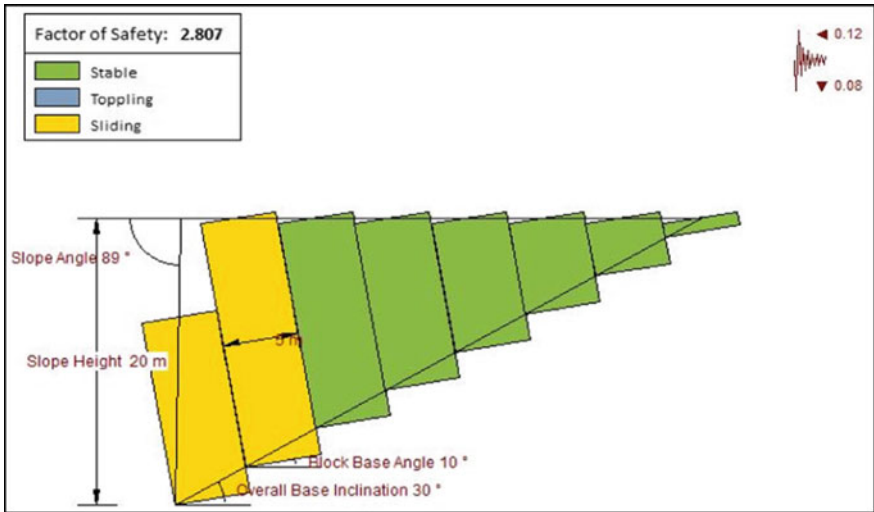 Factor of Safety: 2.807
Stable
Toppling
Sliding
◄ 0.12
▼ 0.08
Slope Angle 89 °
5 m
Slope Height 20 m
Block Base Angle 10 °
Overall Base Inclination 30 °